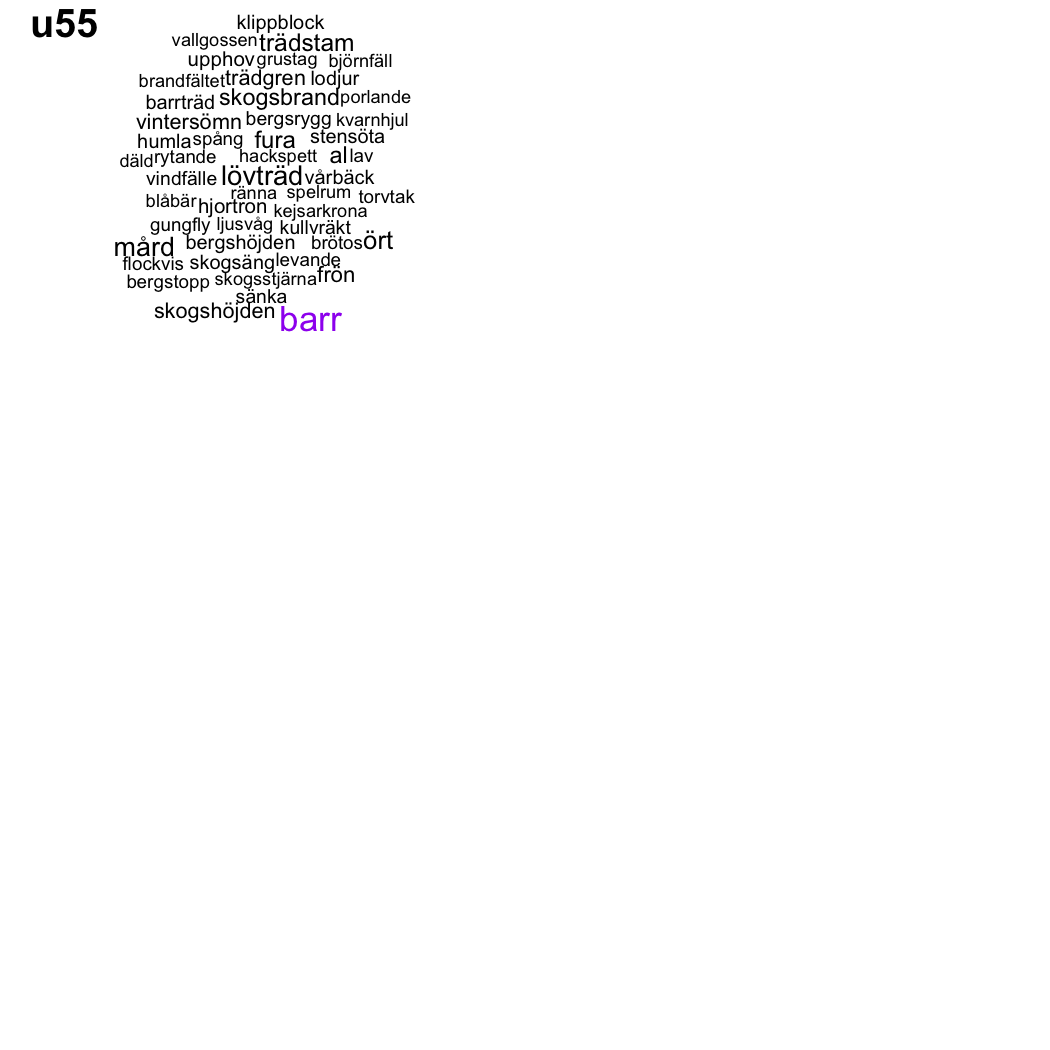 u55
klippblock
vallgossen trädstam
upphov grustag björnfäll
brandfältet trädgren lodjur
barrträd skogsbrand porlande
vintersömn bergsrygg kvarnhjul
humla spång fura stensöta
däld rytande hackspett al lav
vindfälle lövträd vårbäck
blåbär ränna spelrum torvtak
hjortron kejsarkrona
gungfly ljusvåg kullvräkt
mård bergshöjden brötos ört
flockvis skogsäng levande
bergstopp skogsstjärna frön
sänka
skogshöjden barr